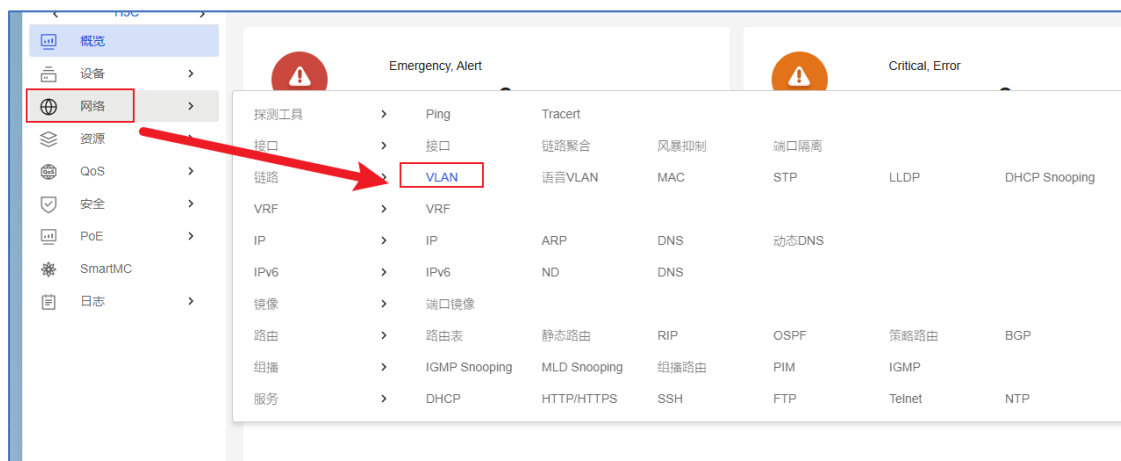 概览
设备
网络
资源
QoS
安全
PoE
SmartMC
日志
Emergency, Alert
Critical, Error
探测工具 Ping Tracert
接口 接口 链路聚合 风暴抑制 端口隔离
链路 VLAN 语音VLAN MAC STP LLDP DHCP Snooping
VRF VRF
IP IP ARP DNS 动态DNS
IPv6 IPv6 ND DNS
镜像 端口镜像
路由 路由表 静态路由 RIP OSPF 策略路由 BGP
组播 IGMP Snooping MLD Snooping 组播路由 PIM IGMP
服务 DHCP HTTP/HTTPS SSH FTP Telnet NTP